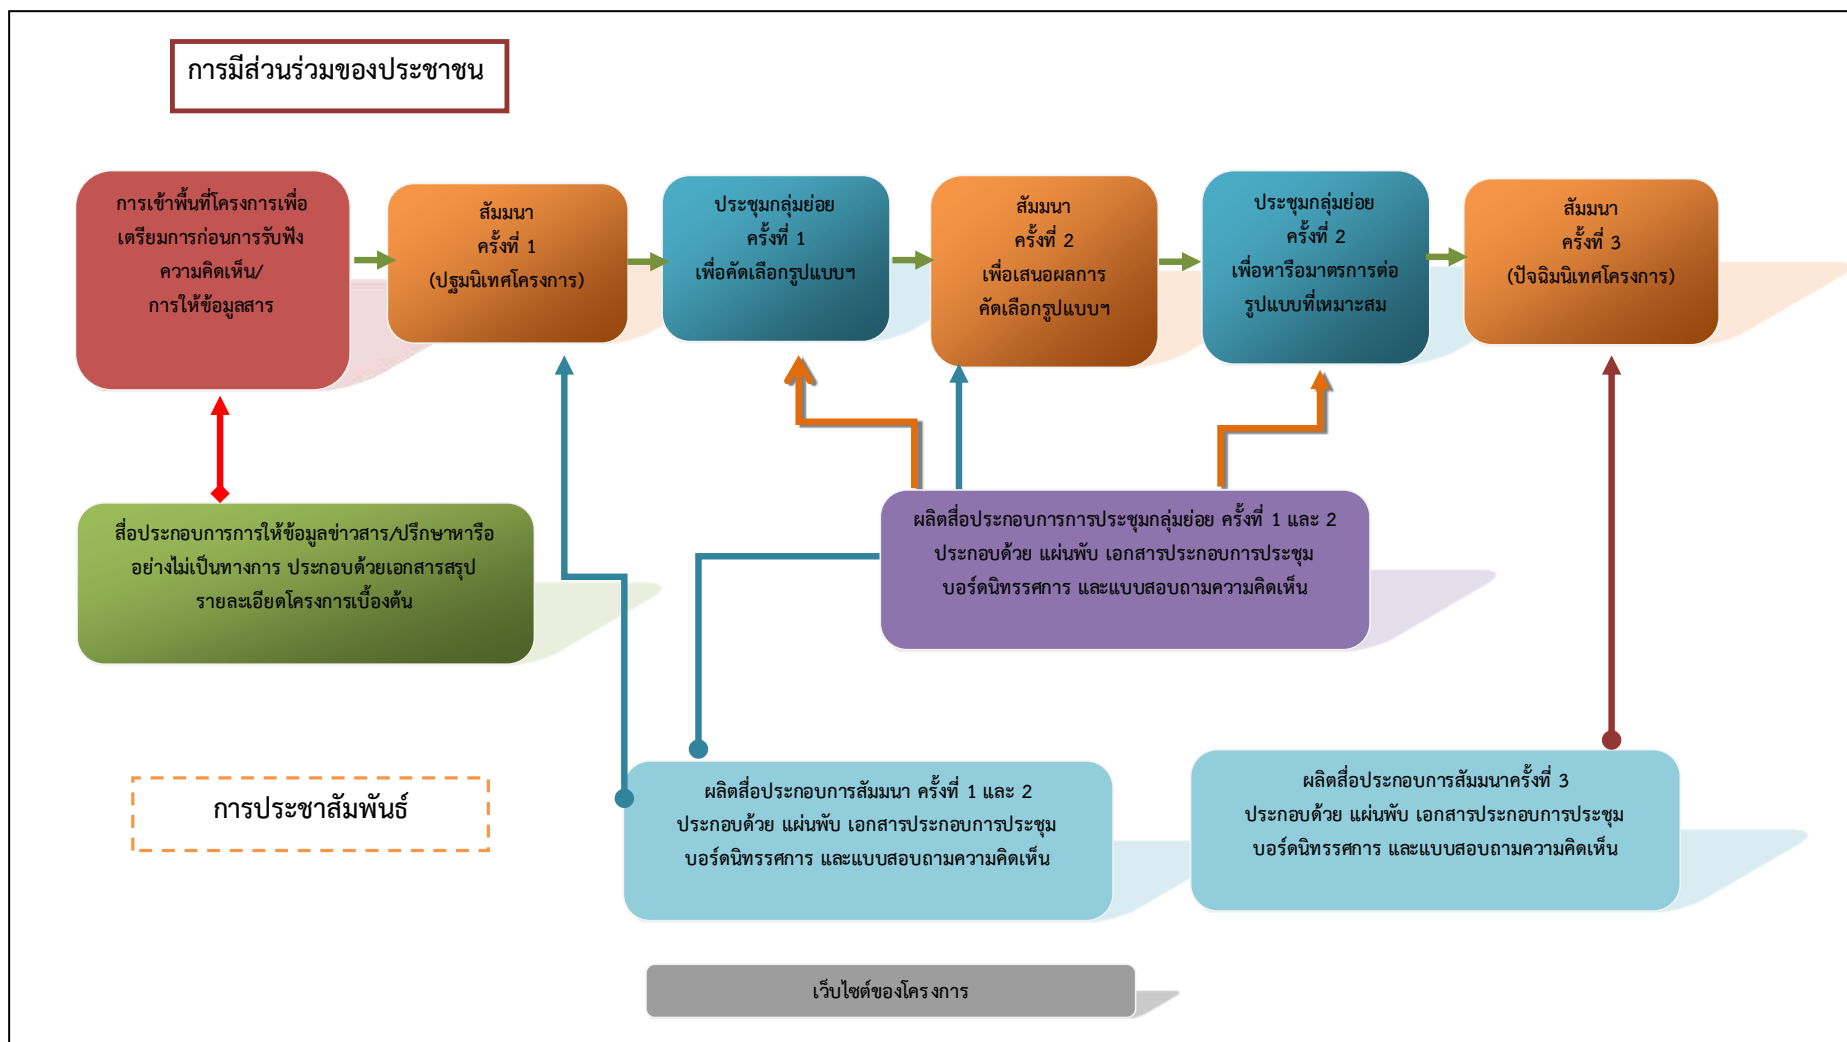 การมีส่วนร่วมของประชาชน
การเข้าพื้นที่โครงการเพื่อ
เตรียมการก่อนการรับฟัง
ความคิดเห็น/
การให้ข้อมูลสาร
สัมมนา
ครั้งที่ 1
(ปฐมนิเทศโครงการ)
ประชุมกลุ่มย่อย
ครั้งที่ 1
เพื่อคัดเลือกรูปแบบฯ
สัมมนา
ครั้งที่ 2
เพื่อเสนอผลการ
คัดเลือกรูปแบบฯ
ประชุมกลุ่มย่อย
ครั้งที่ 2
เพื่อหารือมาตรการต่อ
รูปแบบที่เหมาะสม
สัมมนา
ครั้งที่ 3
(ปัจฉิมนิเทศโครงการ)
สื่อประกอบการการให้ข้อมูลข่าวสาร/ปรึกษาหารือ
อย่างไม่เป็นทางการ ประกอบด้วยเอกสารสรุป
รายละเอียดโครงการเบื้องต้น
ผลิตสื่อประกอบการการประชุมกลุ่มย่อย ครั้งที่ 1 และ 2
ประกอบด้วย แผ่นพับ เอกสารประกอบการประชุม
บอร์ดนิทรรศการ และแบบสอบถามความคิดเห็น
การประชาสัมพันธ์
ผลิตสื่อประกอบการสัมมนา ครั้งที่ 1 และ 2
ประกอบด้วย แผ่นพับ เอกสารประกอบการประชุม
บอร์ดนิทรรศการ และแบบสอบถามความคิดเห็น
ผลิตสื่อประกอบการสัมมนาครั้งที่ 3
ประกอบด้วย แผ่นพับ เอกสารประกอบการประชุม
บอร์ดนิทรรศการ และแบบสอบถามความคิดเห็น
เว็บไซต์ของโครงการ